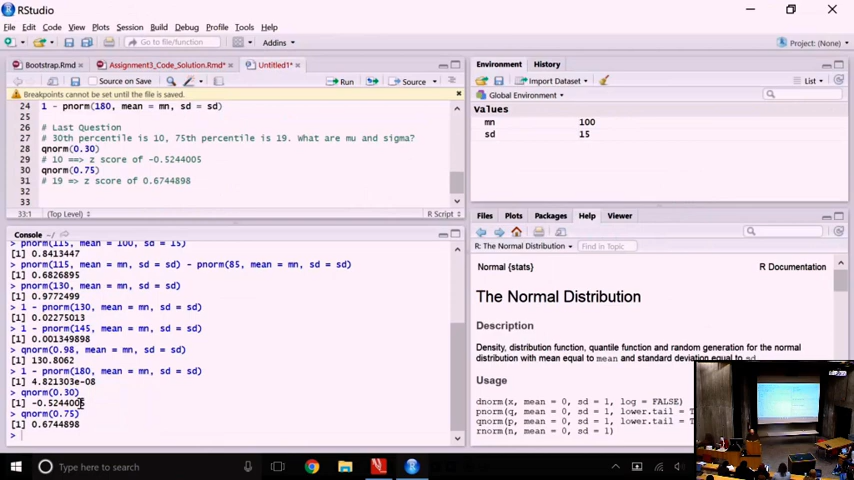 RStudio
File Edit Code View Plots Session Build Debug Profile Tools Help
Go to file/function
Addins
Project: (None)
Bootstrap.Rmd
Assignment3_Code_Solution.Rmd*
Untitled1*
Source on Save
Run
Source
Breakpoints cannot be set until the file is saved.
24 1 - pnorm(180, mean = mn, sd = sd)
25
26 # Last Question
27 # 30th percentile is 10, 75th percentile is 19. What are mu and sigma?
28 qnorm(0.30)
29 # 10 ==> z score of -0.5244005
30 qnorm(0.75)
31 # 19 => z score of 0.6744898
32
33
33:1 (Top Level)
R Script
Console ~/
> pnorm(115, mean = 100, sd = 15)
[1] 0.8413447
> pnorm(115, mean = mn, sd = sd) - pnorm(85, mean = mn, sd = sd)
[1] 0.6826895
> pnorm(130, mean = mn, sd = sd)
[1] 0.9772499
> 1 - pnorm(130, mean = mn, sd = sd)
[1] 0.02275013
> 1 - pnorm(145, mean = mn, sd = sd)
[1] 0.001349898
> qnorm(0.98, mean = mn, sd = sd)
[1] 130.8062
> 1 - pnorm(180, mean = mn, sd = sd)
[1] 4.821303e-08
> qnorm(0.30)
[1] -0.5244005
> qnorm(0.75)
[1] 0.6744898
>
Environment History
Import Dataset
List
Global Environment
Values
mn 100
sd 15
Files Plots Packages Help Viewer
R: The Normal Distribution
Find in Topic
Normal {stats}
R Documentation
The Normal Distribution
Description
Density, distribution function, quantile function and random generation for the
normal distribution with mean equal to mean and standard deviation equal to sd.
Usage
dnorm(x, mean = 0, sd = 1, log = FALSE)
pnorm(q, mean = 0, sd = 1, lower.tail = T
qnorm(p, mean = 0, sd = 1, lower.tail = T
rnorm(n, mean = 0, sd = 1)
Type here to search